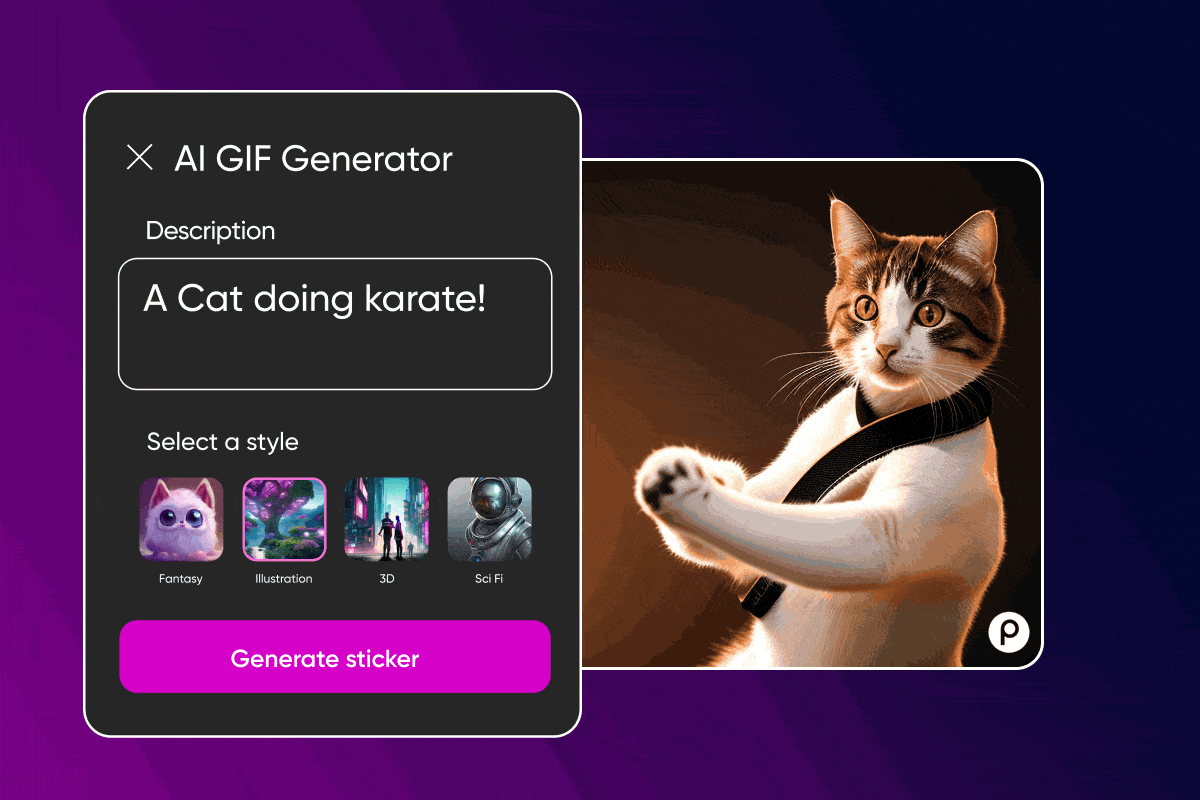 AI GIF Generator
Description
A Cat doing karate!
Select a style
Fantasy
Illustration
3D
Sci Fi
Generate sticker
P